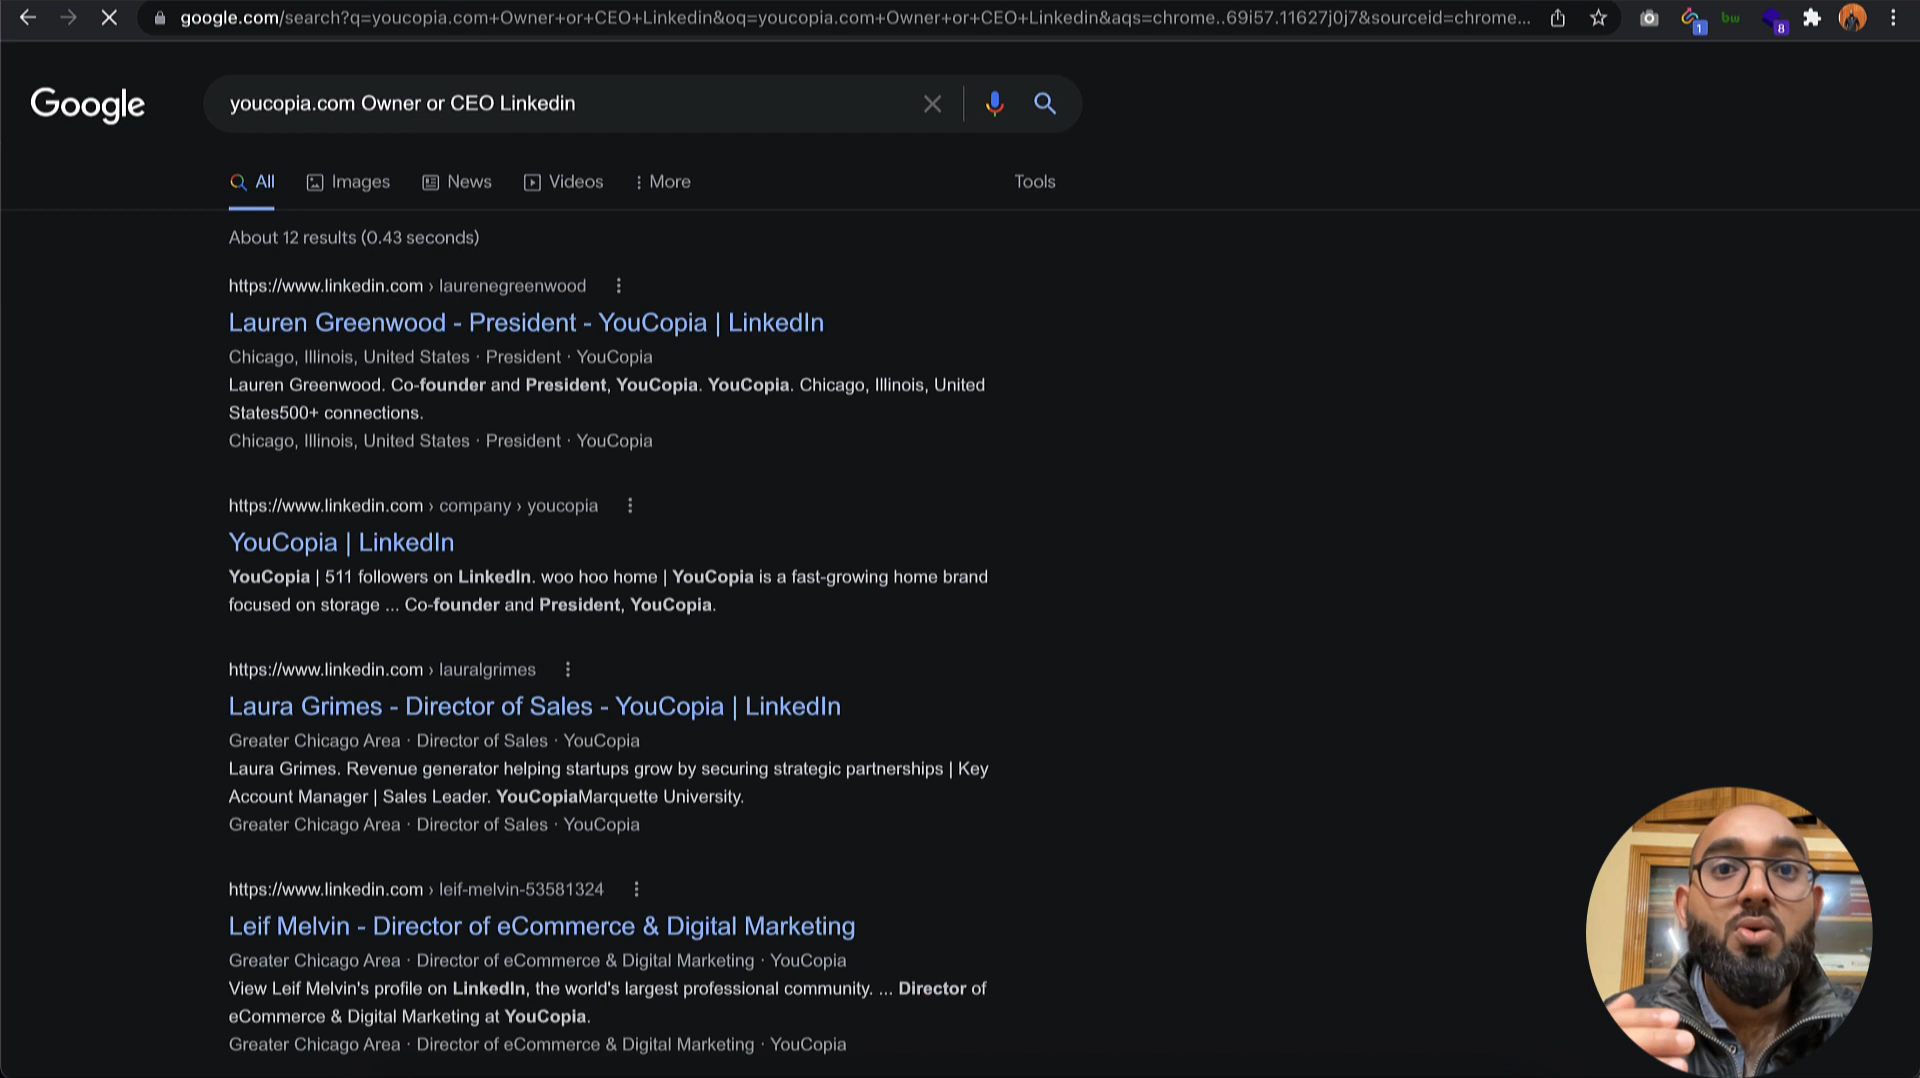 google.com/search?q=youcopia.com+Owner+or+CEO+Linkedin&oq=youcopia.com+Owner+or+CEO+Linkedin&aqs=chrome..69i57.11627j0j7&sourceid=chrome...
1
bw
8
Google
youcopia.com Owner or CEO Linkedin
All
Images
News
Videos
More
Tools
About 12 results (0.43 seconds)
https://www.linkedin.com › laurenegreenwood
Lauren Greenwood - President - YouCopia | LinkedIn
Chicago, Illinois, United States · President · YouCopia
Lauren Greenwood. Co-founder and President, YouCopia. YouCopia. Chicago, Illinois, United
States500+ connections.
Chicago, Illinois, United States · President · YouCopia
https://www.linkedin.com › company › youcopia
YouCopia | LinkedIn
YouCopia | 511 followers on LinkedIn. woo hoo home | YouCopia is a fast-growing home brand
focused on storage ... Co-founder and President, YouCopia.
https://www.linkedin.com › lauralgrimes
Laura Grimes - Director of Sales - YouCopia | LinkedIn
Greater Chicago Area · Director of Sales · YouCopia
Laura Grimes. Revenue generator helping startups grow by securing strategic partnerships | Key
Account Manager | Sales Leader. YouCopiaMarquette University.
Greater Chicago Area · Director of Sales · YouCopia
https://www.linkedin.com › leif-melvin-53581324
Leif Melvin - Director of eCommerce & Digital Marketing
Greater Chicago Area · Director of eCommerce & Digital Marketing · YouCopia
View Leif Melvin's profile on LinkedIn, the world's largest professional community. ... Director of
eCommerce & Digital Marketing at YouCopia.
Greater Chicago Area · Director of eCommerce & Digital Marketing · YouCopia